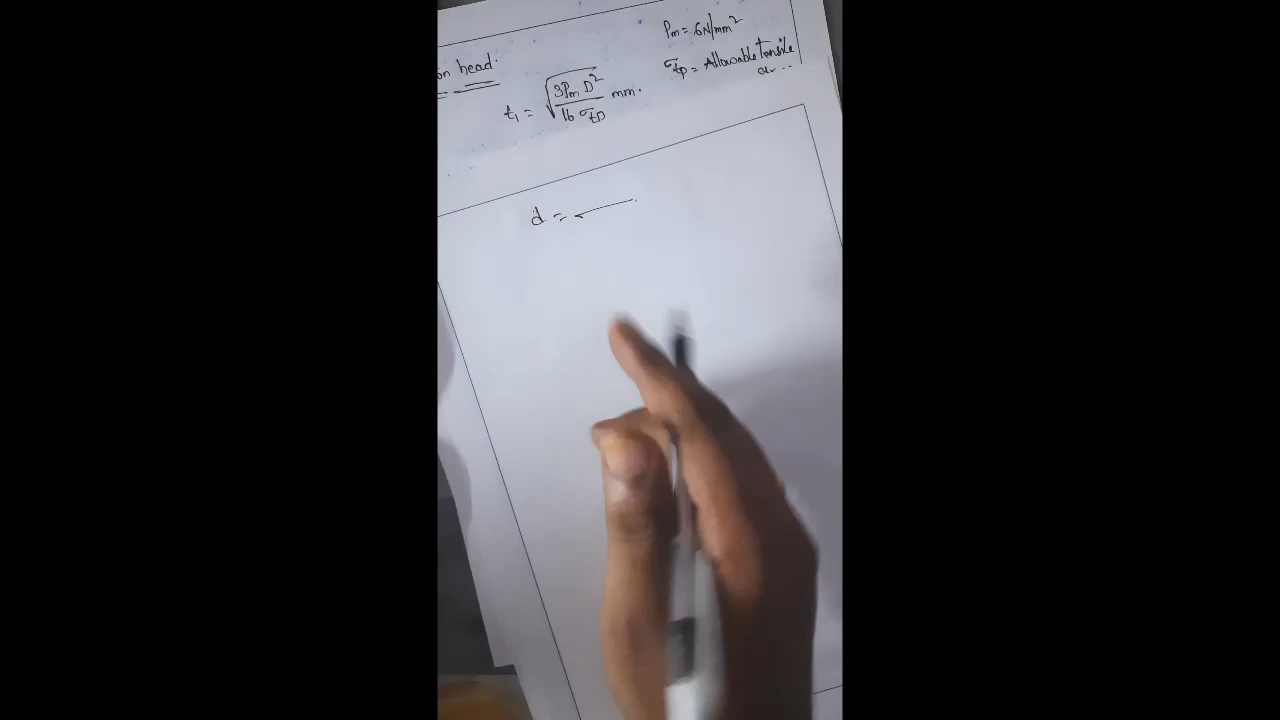 Pm = 6N/mm²
on head.
σtp = Allowable tensile
t₁ = √(3Pm D² / 16 σtp) mm.
d =